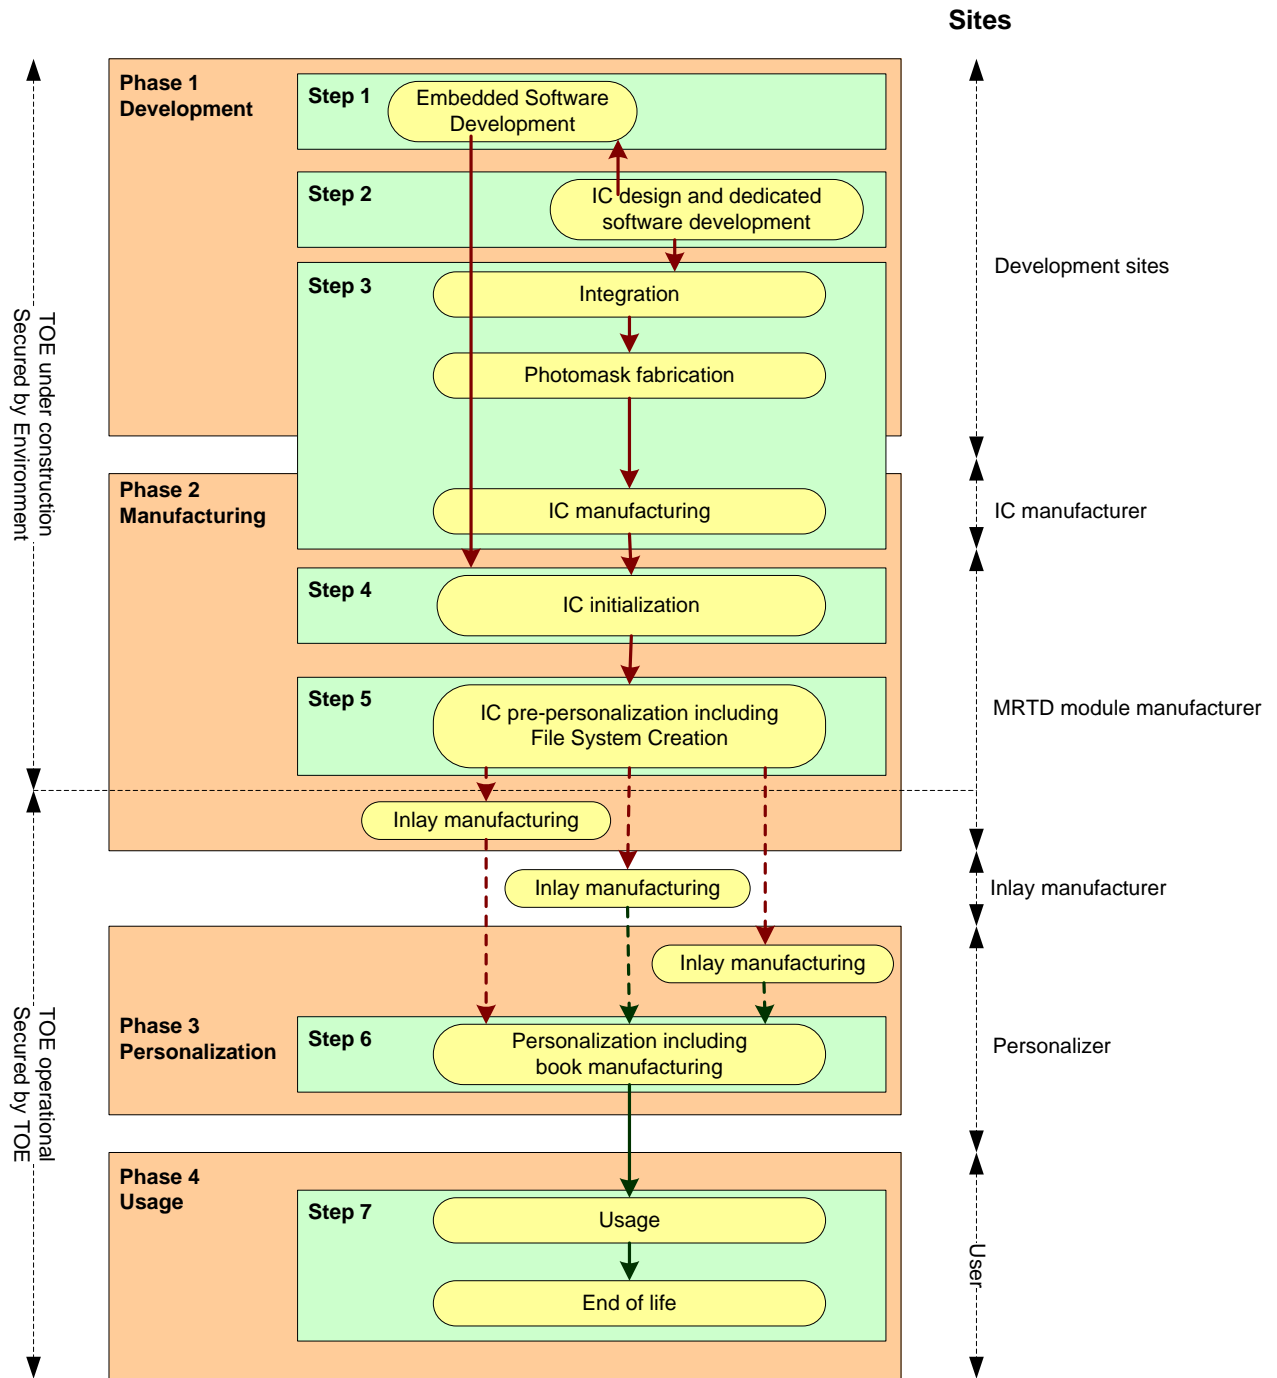 Sites
Phase 1
Development
Step 1
Embedded Software
Development
Step 2
IC design and dedicated
software development
Step 3
Integration
Development sites
Photomask fabrication
TOE under construction
Secured by Environment
Phase 2
Manufacturing
IC manufacturing
IC manufacturer
Step 4
IC initialization
Step 5
IC pre-personalization including
File System Creation
MRTD module manufacturer
Inlay manufacturing
Inlay manufacturing
Inlay manufacturer
Inlay manufacturing
Phase 3
Personalization
Step 6
Personalization including
book manufacturing
Personalizer
TOE operational
Secured by TOE
Phase 4
Usage
Step 7
Usage
User
End of life